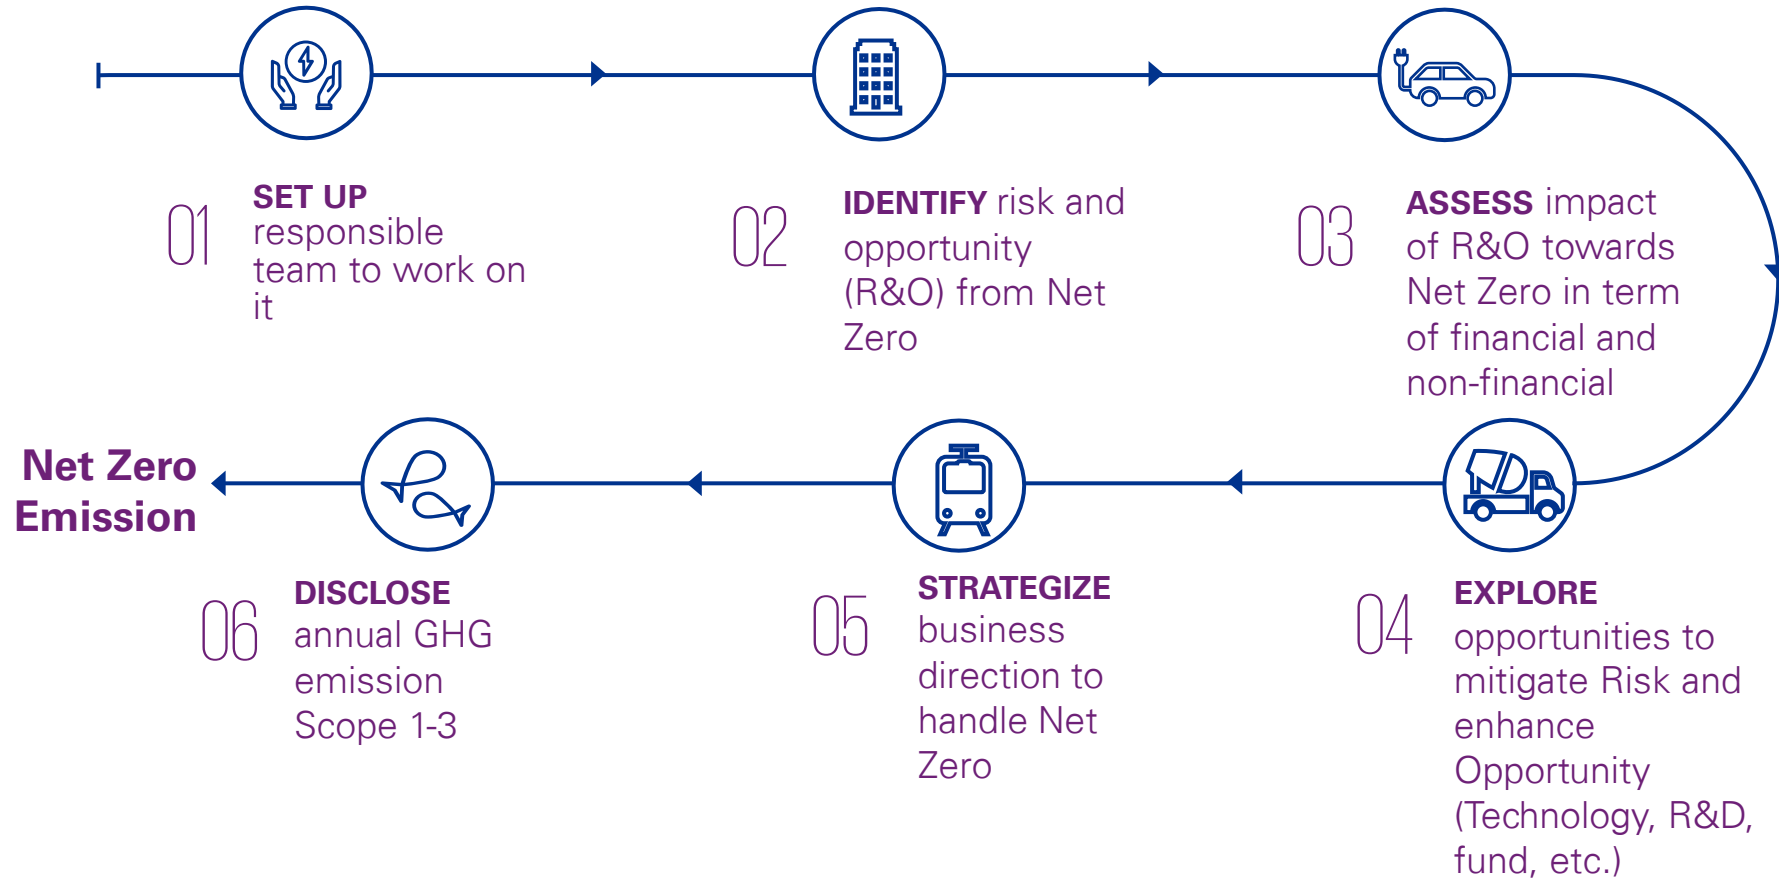 01
SET UP
responsible
team to work on
it
02
IDENTIFY risk and
opportunity
(R&O) from Net
Zero
03
ASSESS impact
of R&O towards
Net Zero in term
of financial and
non-financial
04
EXPLORE
opportunities to
mitigate Risk and
enhance
Opportunity
(Technology, R&D,
fund, etc.)
05
STRATEGIZE
business
direction to
handle Net
Zero
06
DISCLOSE
annual GHG
emission
Scope 1-3
Net Zero
Emission